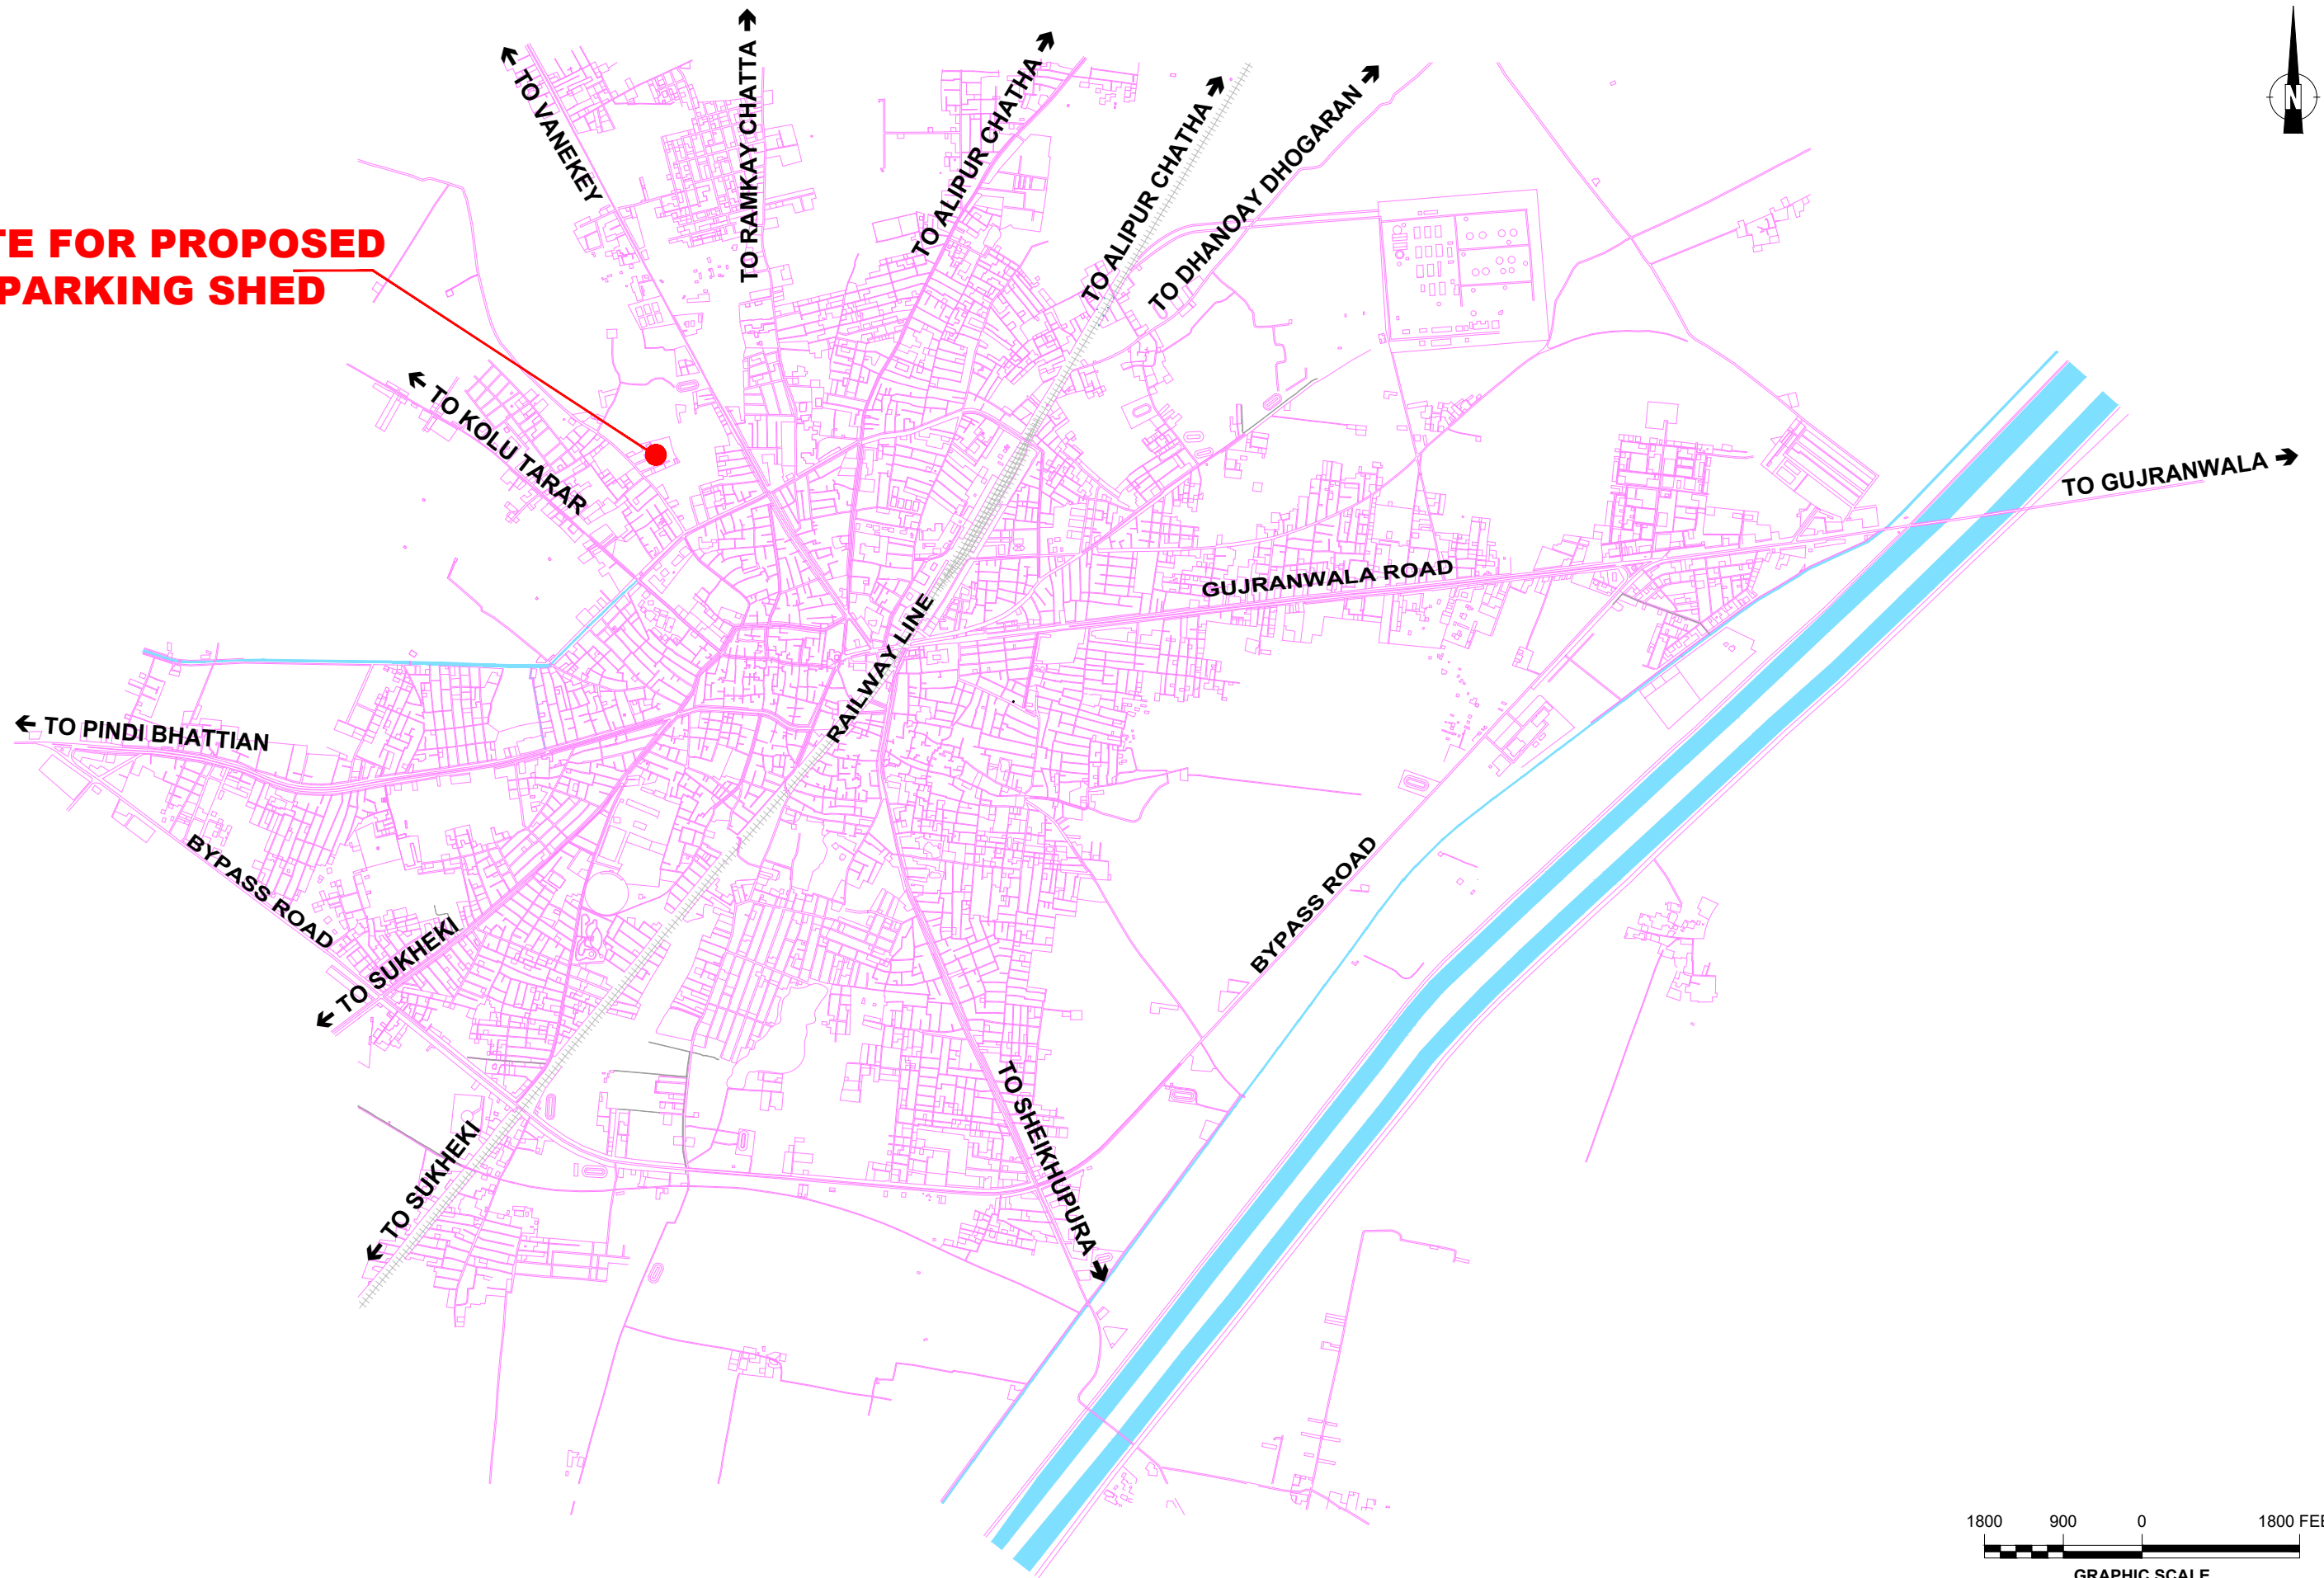 TO VANEKEY
TO RAMKAY CHATTA
TO ALIPUR CHATHA
TO ALIPUR CHATHA
TO DHANOAY DHOGARAN
N
TE FOR PROPOSED
PARKING SHED
TO KOLU TARAR
TO GUJRANWALA
GUJRANWALA ROAD
RAILWAY LINE
TO PINDI BHATTIAN
BYPASS ROAD
TO SUKHEKI
BYPASS ROAD
TO SHEIKHUPURA
TO SUKHEKI
1800 900 0 1800 FEE
GRAPHIC SCALE